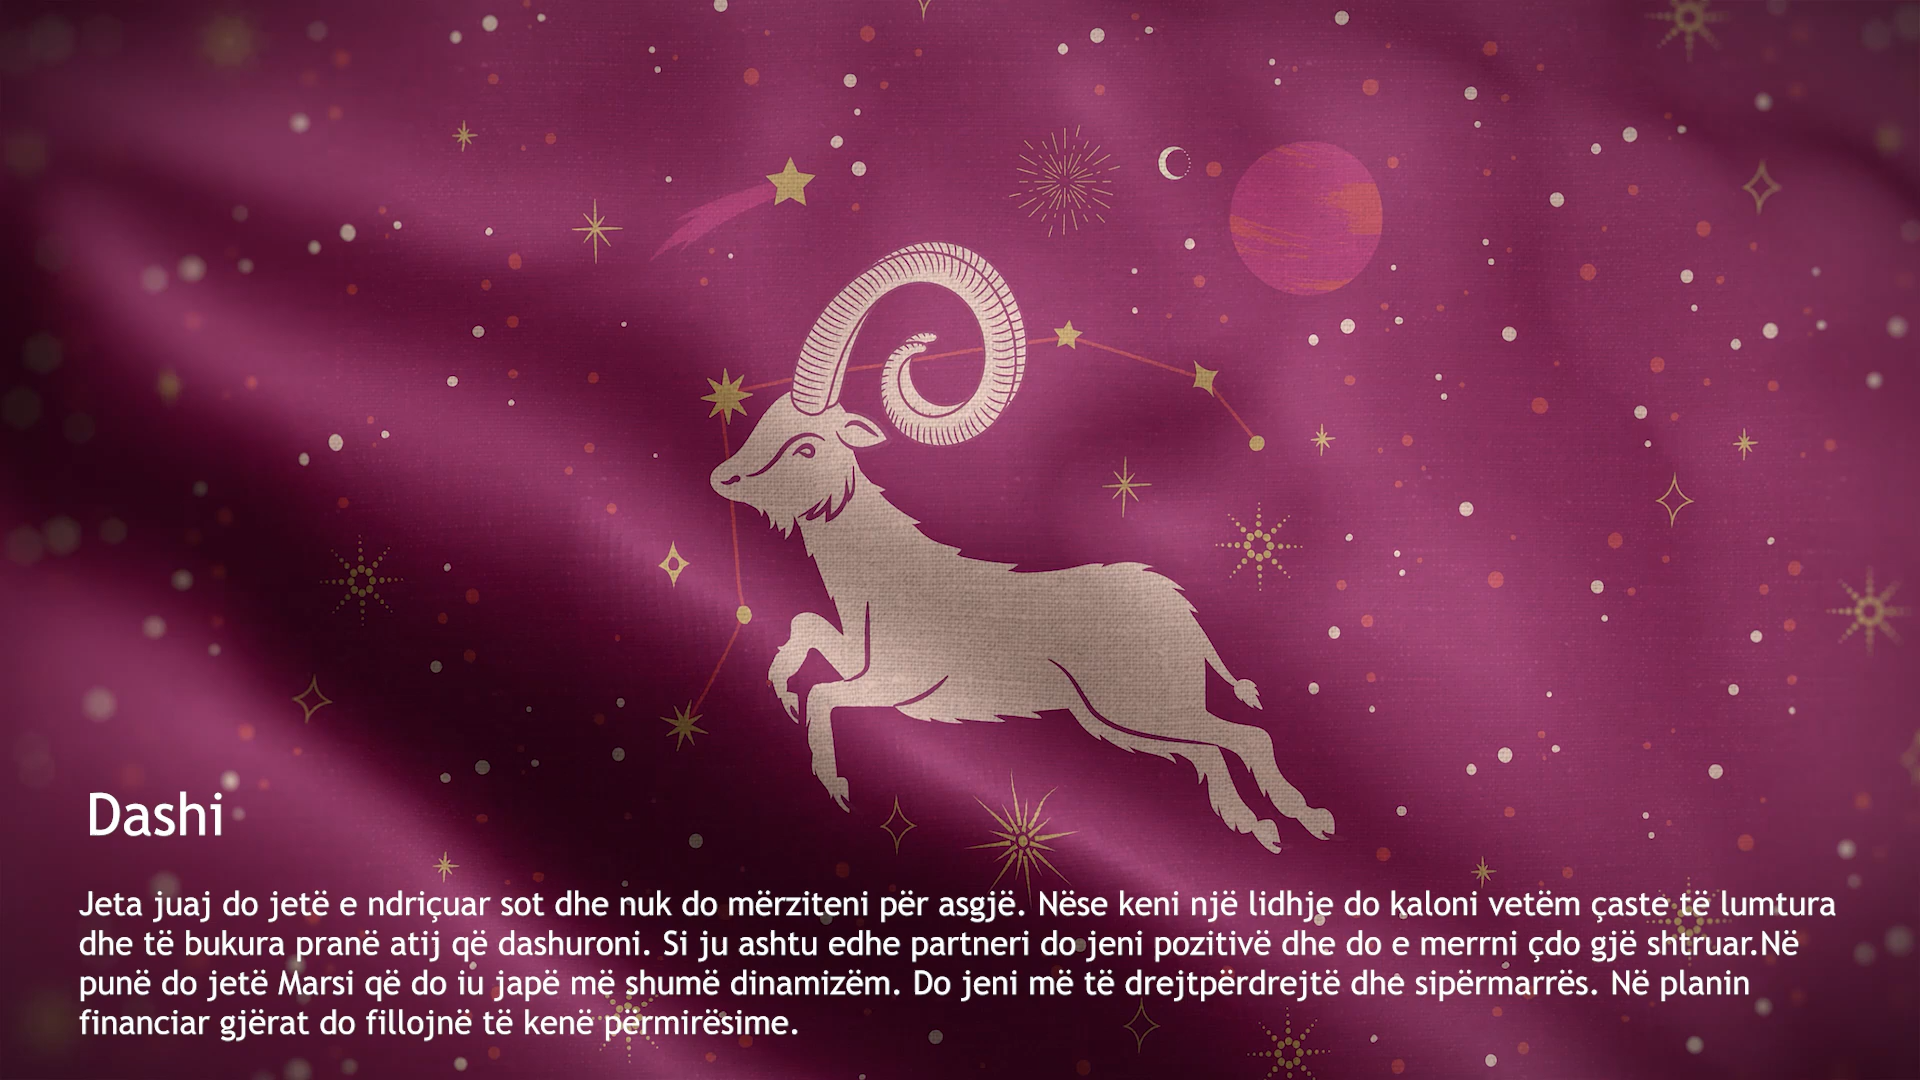 Dashi
Jeta juaj do jetë e ndriçuar sot dhe nuk do mërziteni për asgjë. Nëse keni një lidhje do kaloni vetëm çaste të lumtura
dhe të bukura pranë atij që dashuroni. Si ju ashtu edhe partneri do jeni pozitivë dhe do e merrni çdo gjë shtruar.Në
punë do jetë Marsi që do iu japë më shumë dinamizëm. Do jeni më të drejtpërdrejtë dhe sipërmarrës. Në planin
financiar gjërat do fillojnë të kenë përmirësime.